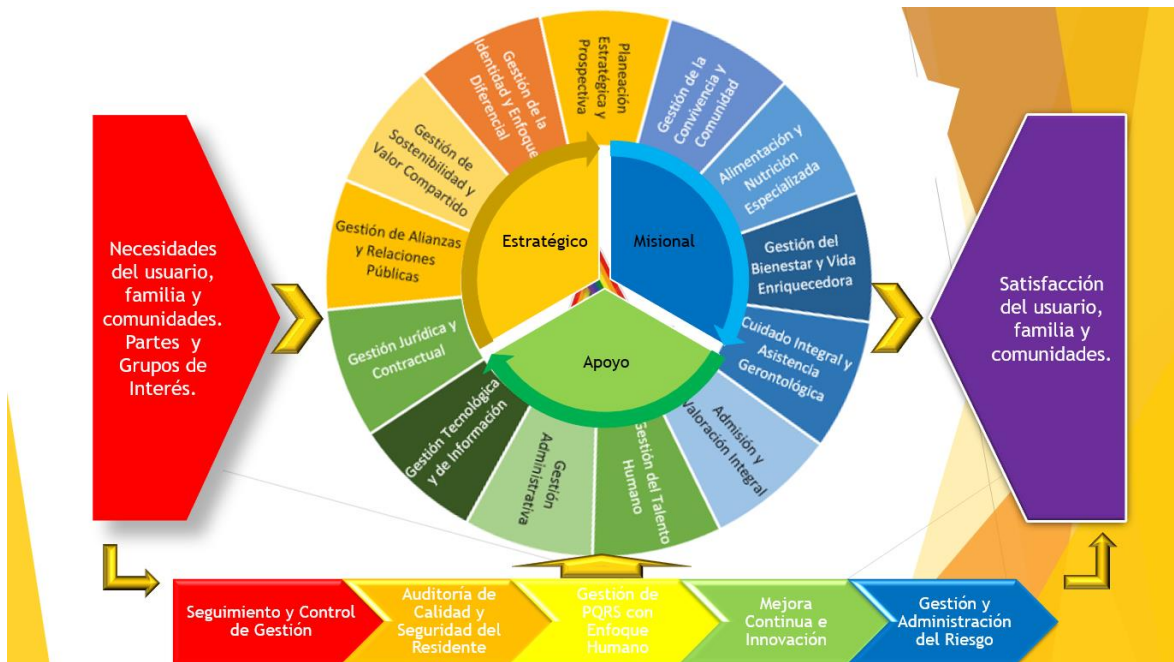 Necesidades
del usuario,
familia y
comunidades.
Partes y
Grupos de
Interés.
Gestión de la
Identidad y Enfoque
Diferencial
Planeación
Estratégica y
Prospectiva
Gestión de la
Convivencia y
Comunidad
Alimentación y
Nutrición
Especializada
Gestión del
Bienestar y Vida
Enriquecedora
Cuidado Integral y
Asistencia
Gerontológica
Admisión y
Valoración Integral
Gestión del Talento
Humano
Gestión
Administrativa
Gestión Tecnológica
y de Información
Gestión Jurídica y
Contractual
Gestión de Alianzas
y Relaciones
Públicas
Gestión de
Sostenibilidad y
Valor Compartido
Estratégico
Misional
Apoyo
Satisfacción
del usuario,
familia y
comunidades.
Seguimiento y Control
de Gestión
Auditoría de
Calidad y
Seguridad del
Residente
Gestión de
PQRS con
Enfoque
Humano
Mejora
Continua e
Innovación
Gestión y
Administración
del Riesgo